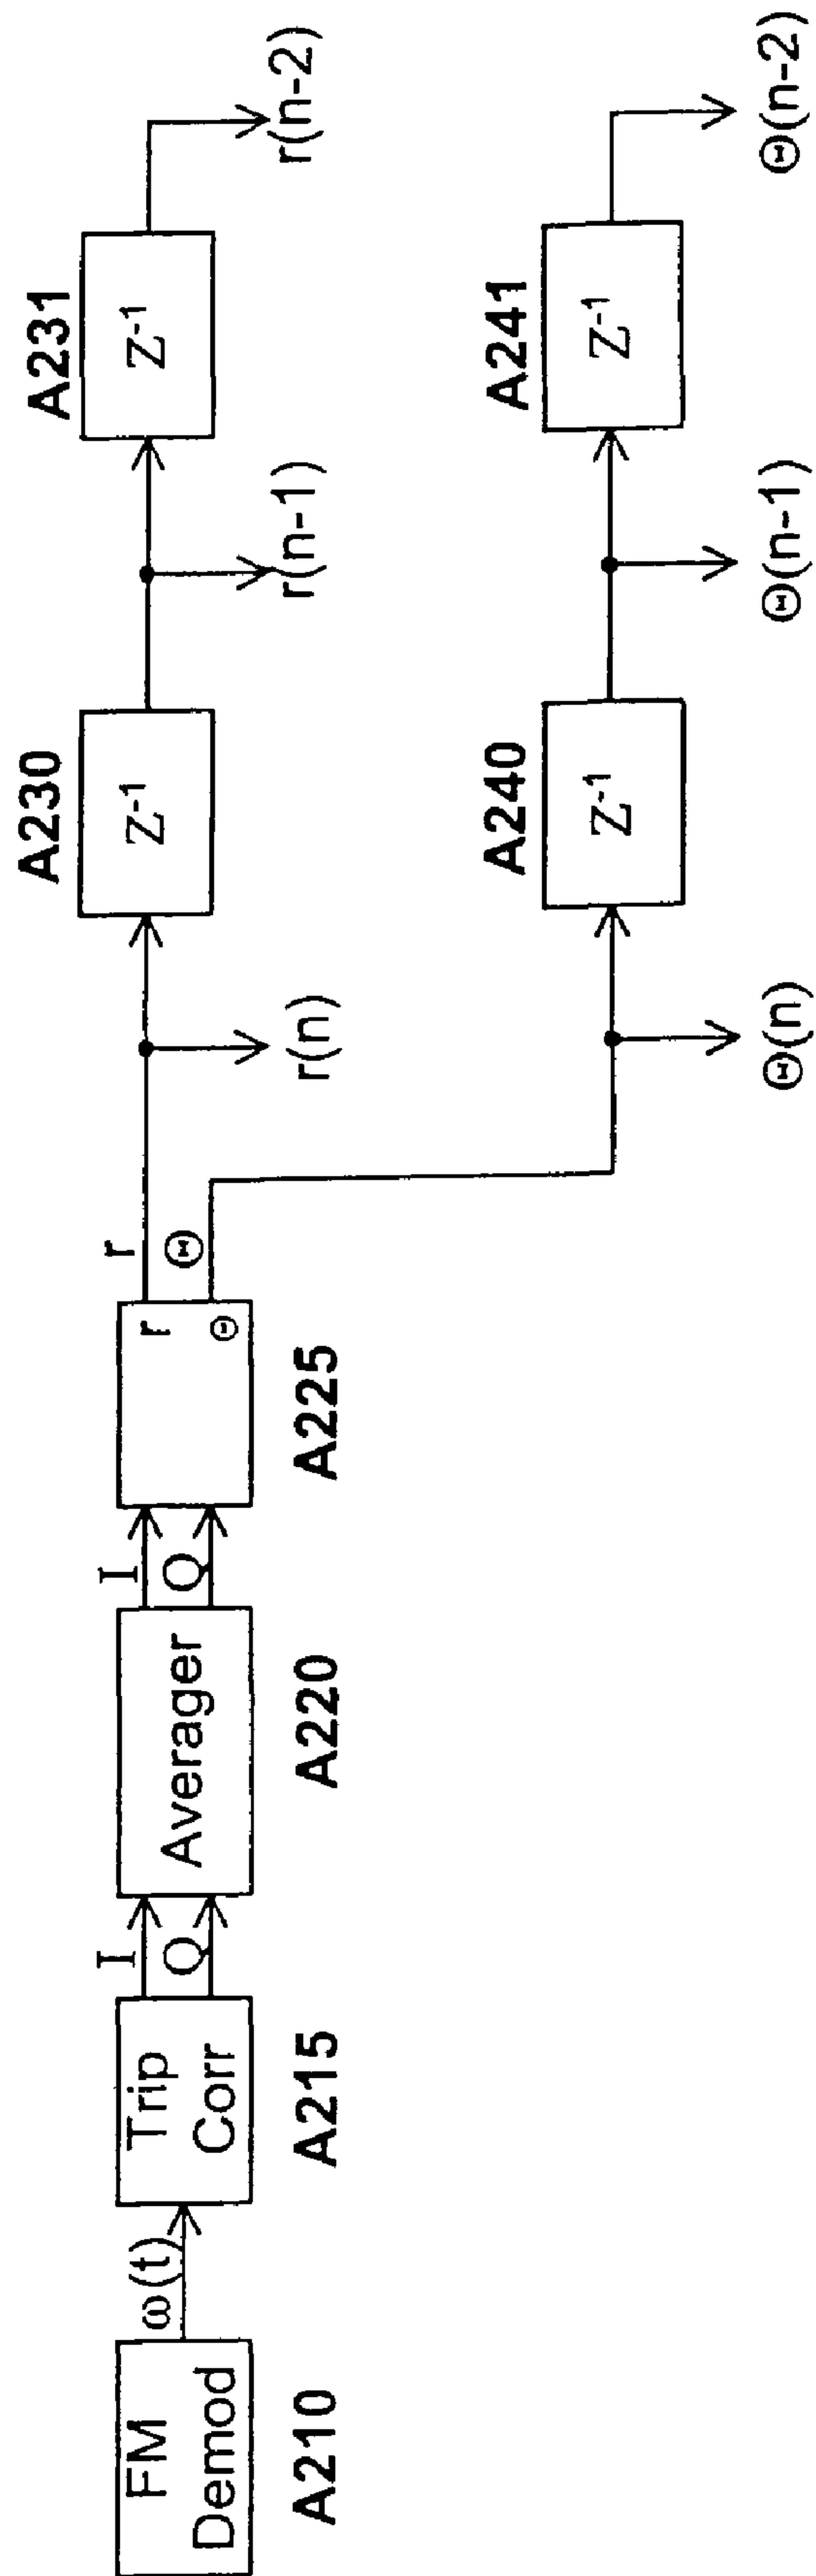 FM
Demod
A210
ω(t)
Trip
Corr
A215
I
Q
Averager
A220
I
Q
r
Θ
A225
r
Θ
r(n)
A230
Z⁻¹
r(n-1)
A231
Z⁻¹
r(n-2)
Θ(n)
A240
Z⁻¹
Θ(n-1)
A241
Z⁻¹
Θ(n-2)